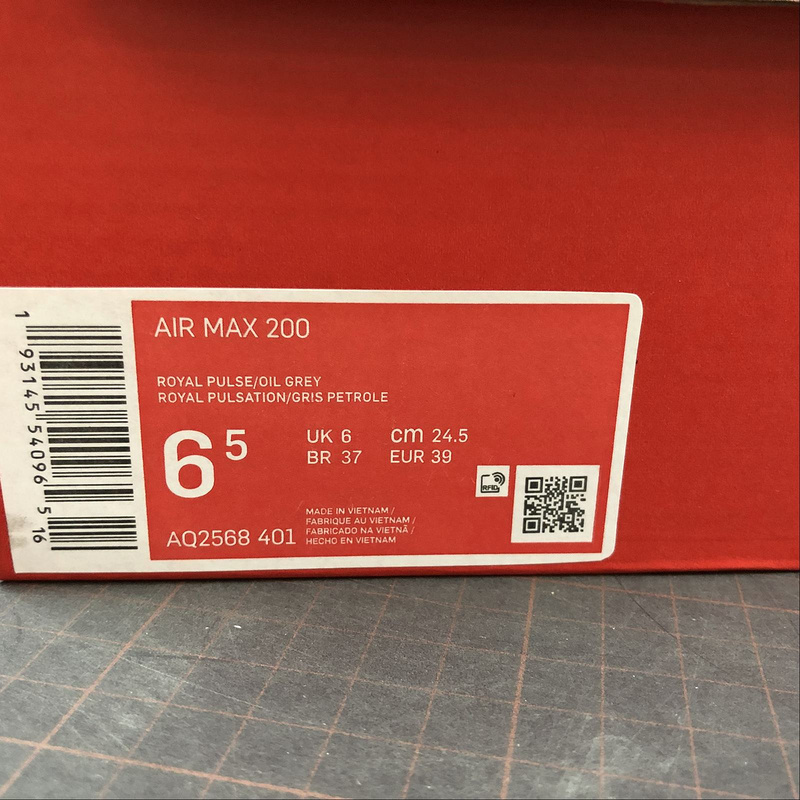 AIR MAX 200
ROYAL PULSE/OIL GREY
ROYAL PULSATION/GRIS PETROLE
6 5
UK 6 cm 24.5
BR 37 EUR 39
RFID
AQ2568 401
MADE IN VIETNAM /
FABRIQUE AU VIETNAM /
FABRICADO NA VIETNÃ /
HECHO EN VIETNAM
1 93145 54096 5 16